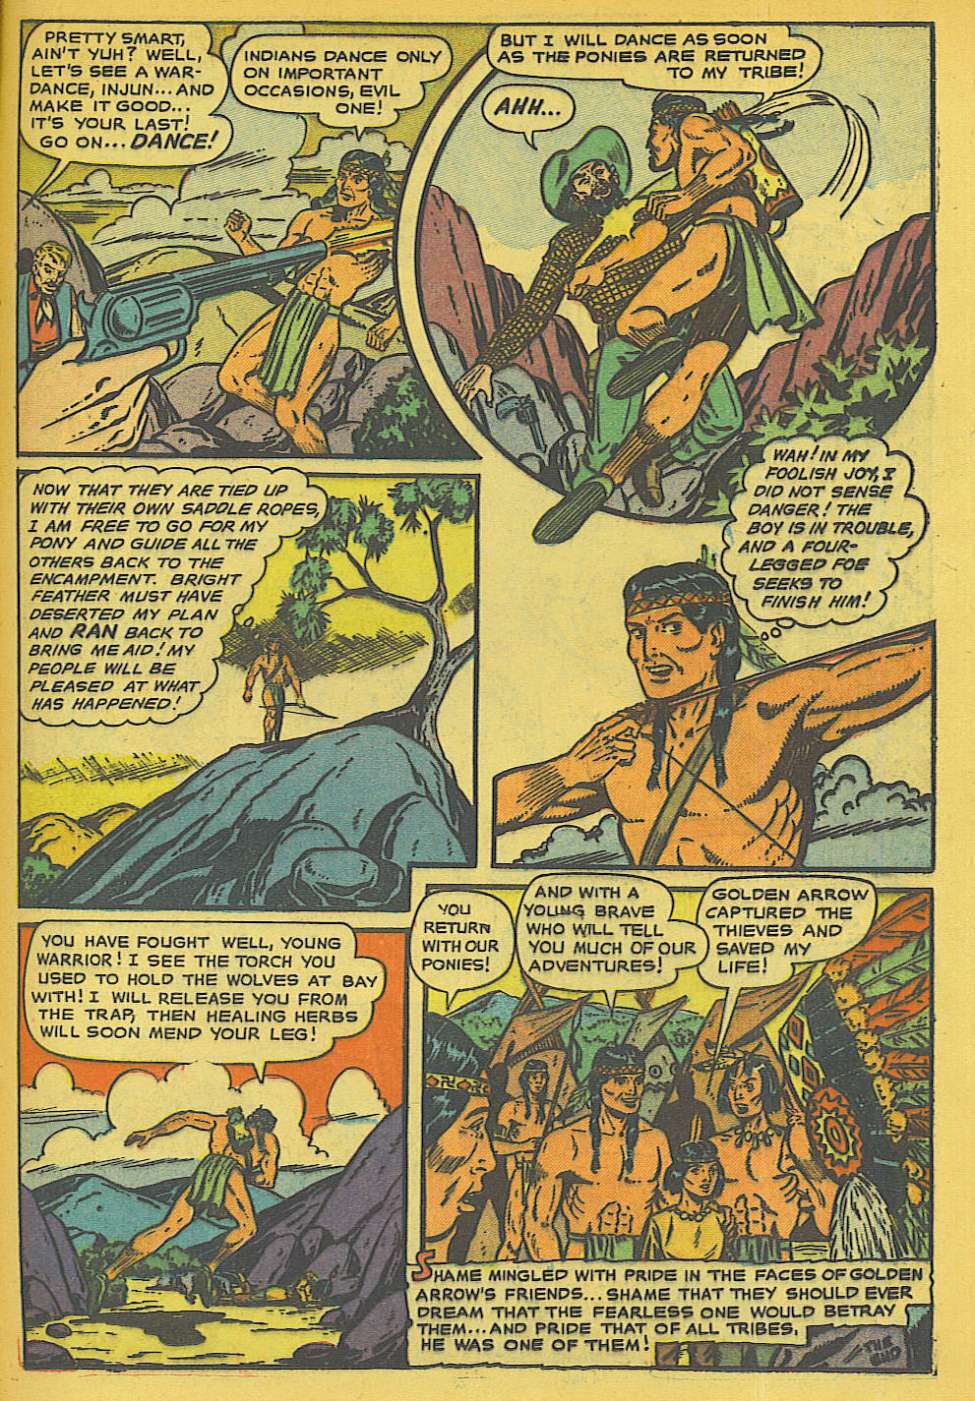 PRETTY SMART,
AIN'T YUH? WELL,
LET'S SEE A WAR-
DANCE, INJUN...AND
MAKE IT GOOD...
IT'S YOUR LAST!
GO ON...DANCE!
INDIANS DANCE ONLY
ON IMPORTANT
OCCASIONS, EVIL
ONE!
BUT I WILL DANCE AS SOON
AS THE PONIES ARE RETURNED
TO MY TRIBE!
AHH...
NOW THAT THEY ARE TIED UP
WITH THEIR OWN SADDLE ROPES,
I AM FREE TO GO FOR MY
PONY AND GUIDE ALL THE
OTHERS BACK TO THE
ENCAMPMENT. BRIGHT
FEATHER MUST HAVE
DESERTED MY PLAN
AND RAN BACK TO
BRING ME AID! MY
PEOPLE WILL BE
PLEASED AT WHAT
HAS HAPPENED!
WAH! IN MY
FOOLISH JOY, I
DID NOT SENSE
DANGER! THE
BOY IS IN TROUBLE,
AND A FOUR-
LEGGED FOE
SEEKS TO
FINISH HIM!
YOU HAVE FOUGHT WELL, YOUNG
WARRIOR! I SEE THE TORCH YOU
USED TO HOLD THE WOLVES AT BAY
WITH! I WILL RELEASE YOU FROM
THE TRAP, THEN HEALING HERBS
WILL SOON MEND YOUR LEG!
YOU
RETURN
WITH OUR
PONIES!
AND WITH A
YOUNG BRAVE
WHO WILL TELL
YOU MUCH OF OUR
ADVENTURES!
GOLDEN ARROW
CAPTURED THE
THIEVES AND
SAVED MY
LIFE!
SHAME MINGLED WITH PRIDE IN THE FACES OF GOLDEN
ARROW'S FRIENDS...SHAME THAT THEY SHOULD EVER
DREAM THAT THE FEARLESS ONE WOULD BETRAY
THEM...AND PRIDE THAT OF ALL TRIBES,
HE WAS ONE OF THEM!
THE
END